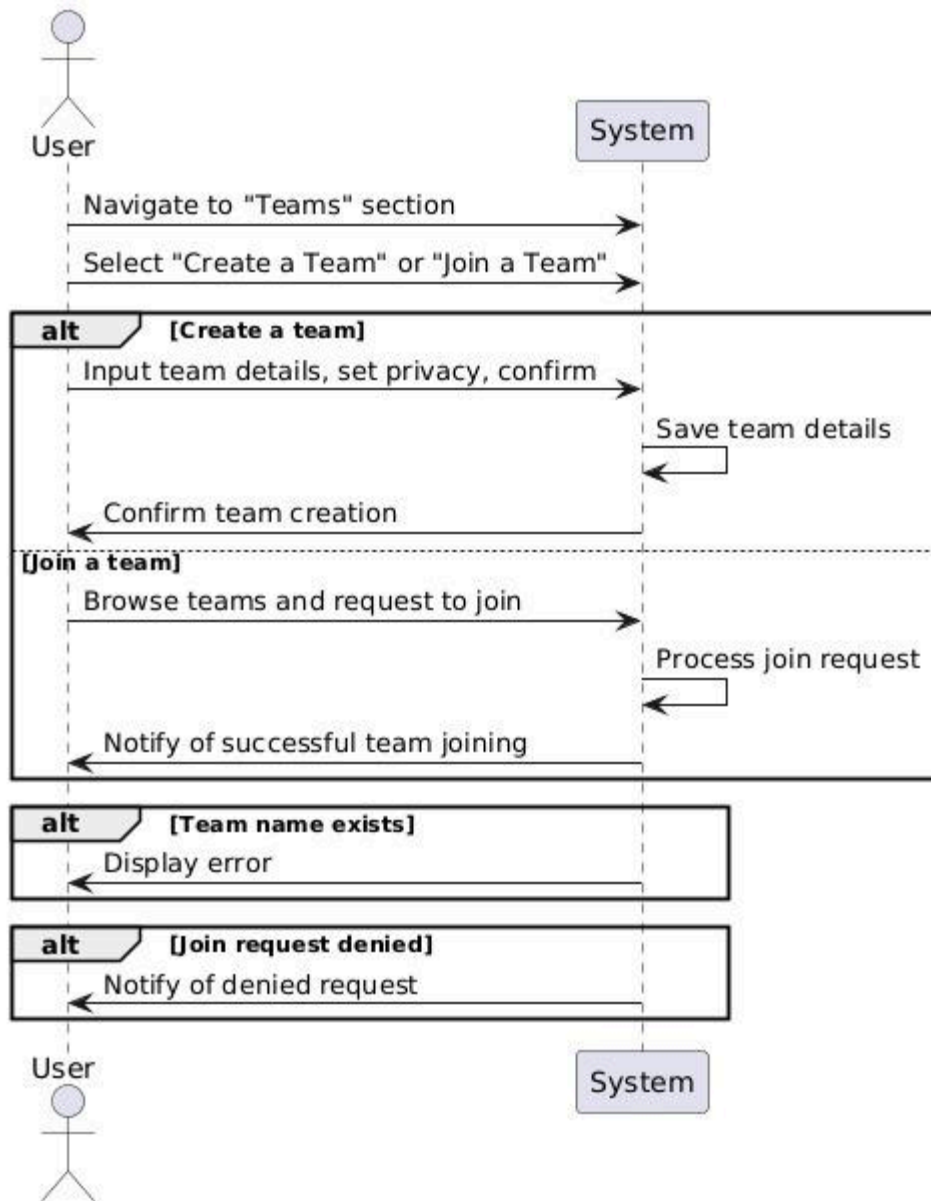 User
System
Navigate to "Teams" section
Select "Create a Team" or "Join a Team"
alt [Create a team]
Input team details, set privacy, confirm
Save team details
Confirm team creation
[Join a team]
Browse teams and request to join
Process join request
Notify of successful team joining
alt [Team name exists]
Display error
alt [Join request denied]
Notify of denied request
User
System